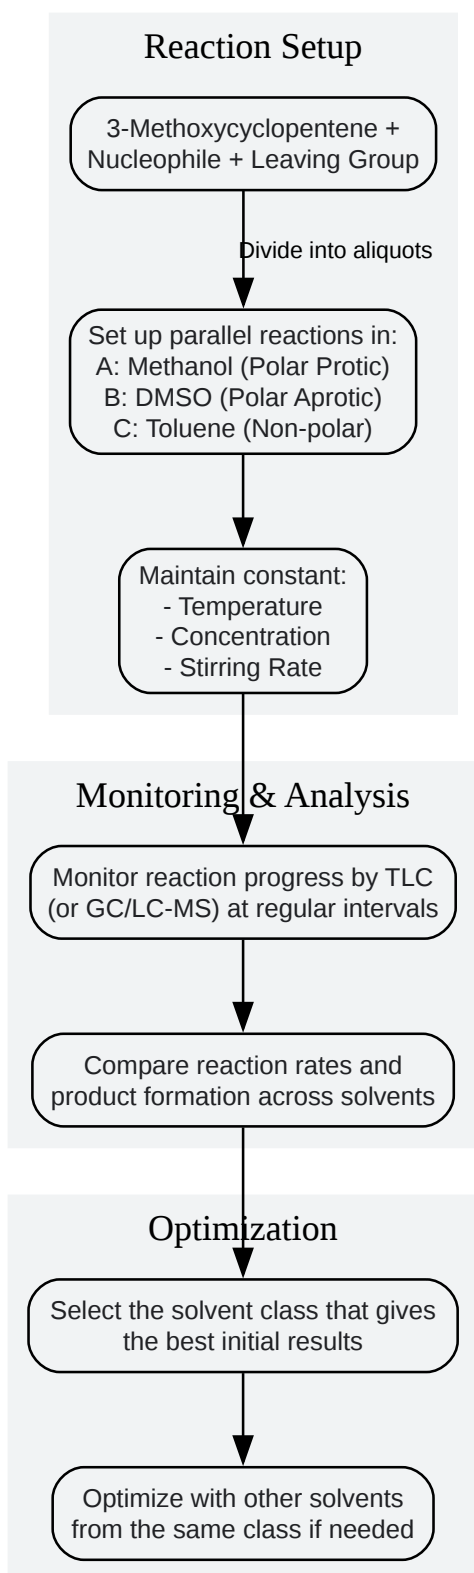 Reaction Setup
3-Methoxycyclopentene +
Nucleophile + Leaving Group
Divide into aliquots
Set up parallel reactions in:
A: Methanol (Polar Protic)
B: DMSO (Polar Aprotic)
C: Toluene (Non-polar)
Maintain constant:
- Temperature
- Concentration
- Stirring Rate
Monitoring & Analysis
Monitor reaction progress by TLC
(or GC/LC-MS) at regular intervals
Compare reaction rates and
product formation across solvents
Optimization
Select the solvent class that gives
the best initial results
Optimize with other solvents
from the same class if needed